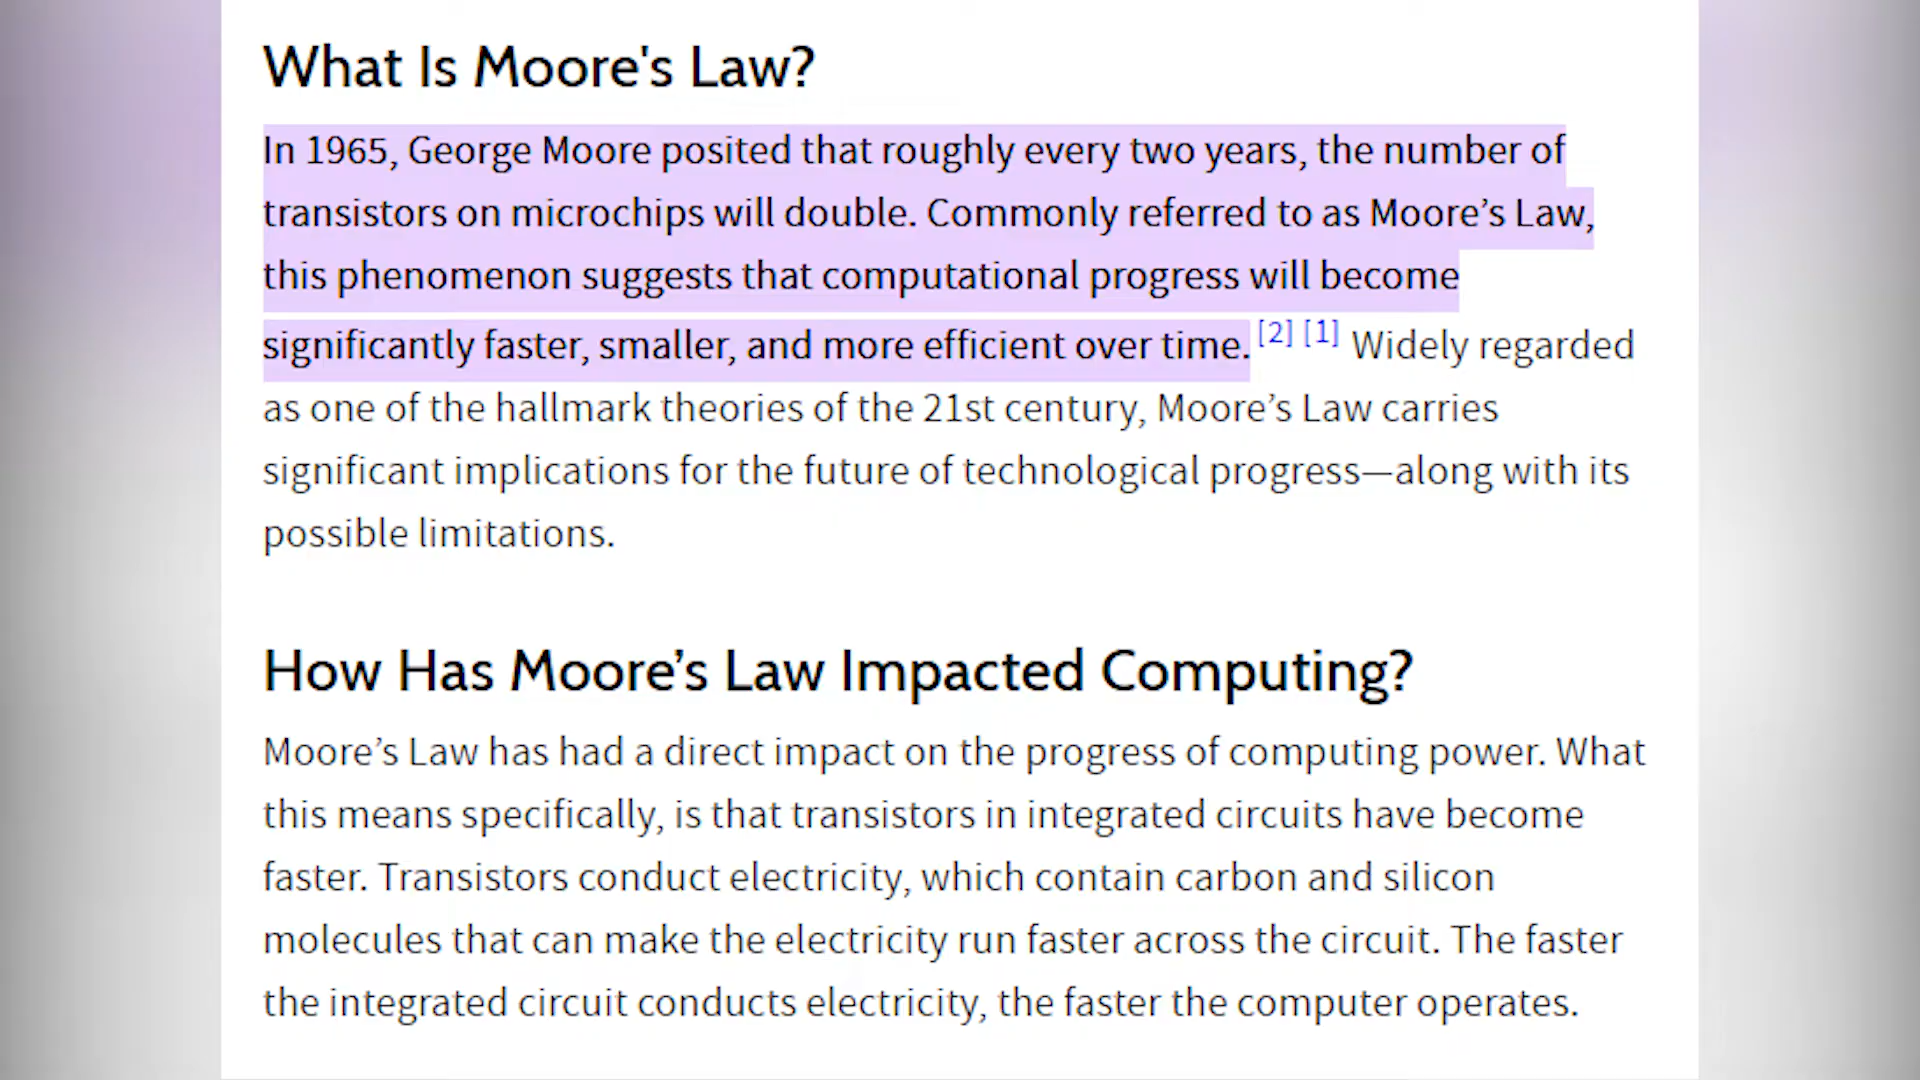 What Is Moore's Law?
In 1965, George Moore posited that roughly every two years, the number of
transistors on microchips will double. Commonly referred to as Moore’s Law,
this phenomenon suggests that computational progress will become
significantly faster, smaller, and more efficient over time. [2] [1] Widely regarded
as one of the hallmark theories of the 21st century, Moore’s Law carries
significant implications for the future of technological progress—along with its
possible limitations.
How Has Moore’s Law Impacted Computing?
Moore’s Law has had a direct impact on the progress of computing power. What
this means specifically, is that transistors in integrated circuits have become
faster. Transistors conduct electricity, which contain carbon and silicon
molecules that can make the electricity run faster across the circuit. The faster
the integrated circuit conducts electricity, the faster the computer operates.